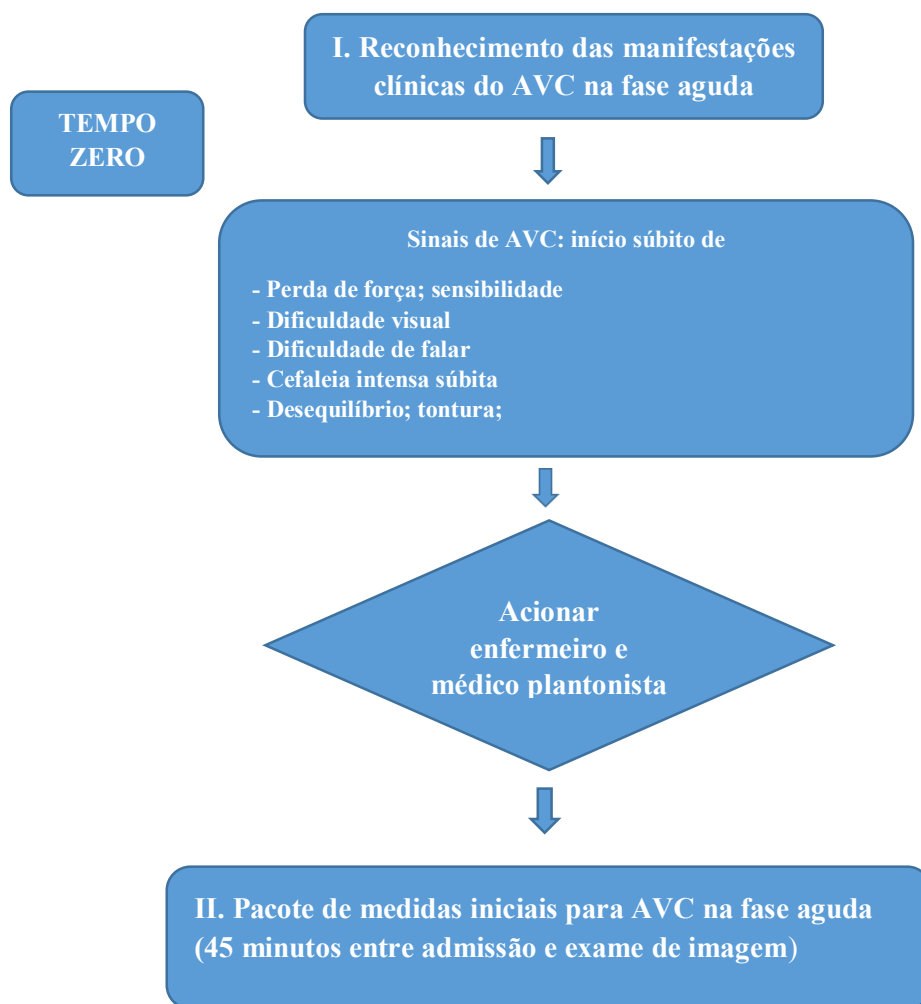 I. Reconhecimento das manifestações
clínicas do AVC na fase aguda
TEMPO
ZERO
Sinais de AVC: início súbito de
- Perda de força; sensibilidade
- Dificuldade visual
- Dificuldade de falar
- Cefaleia intensa súbita
- Desequilíbrio; tontura;
Acionar
enfermeiro e
médico plantonista
II. Pacote de medidas iniciais para AVC na fase aguda
(45 minutos entre admissão e exame de imagem)